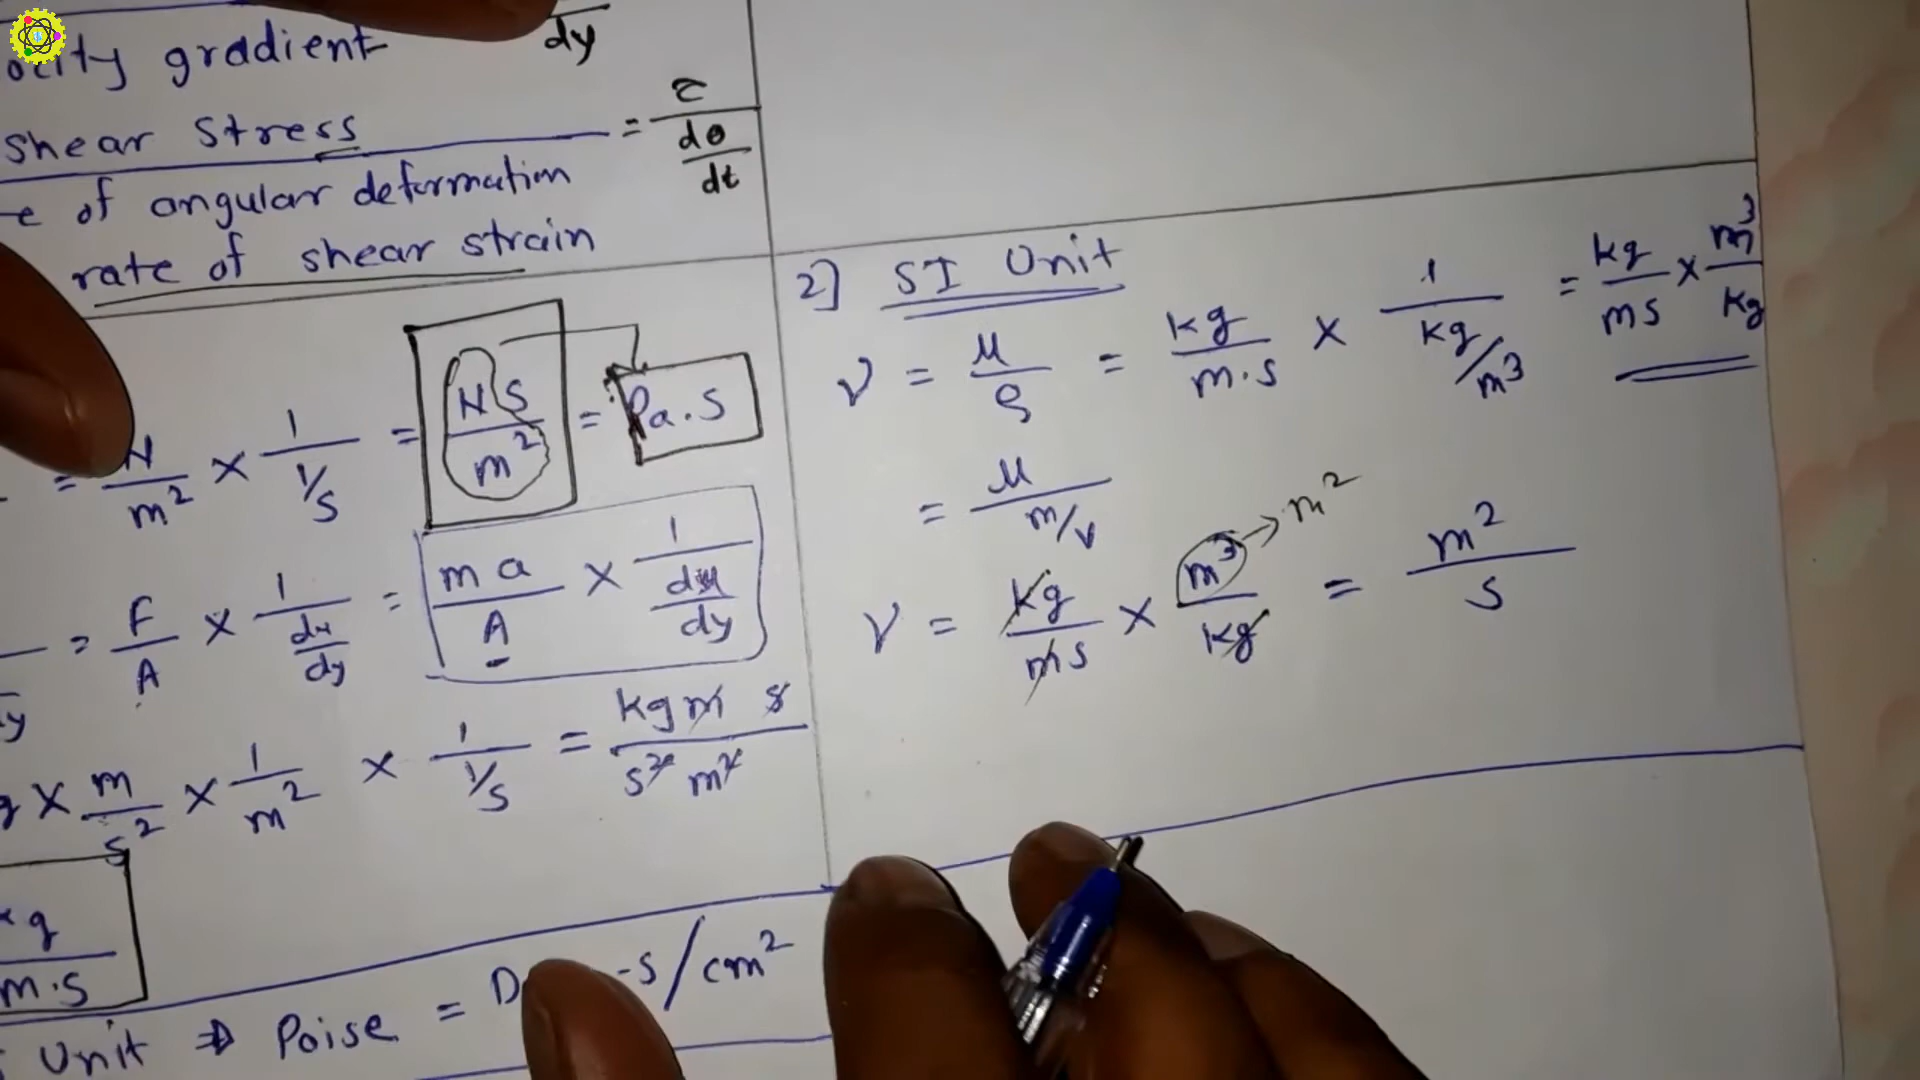 gradient
dy
Shear Stress = τ / (dθ/dt)
of angular deformation
rate of shear strain
= N/m² × 1/(1/s) = NS/m² = Pa.s
= F/A × 1/(du/dy) = ma/A × 1/(du/dy)
× m/s² × 1/m² × 1/(1/s) = kg m s / s² m²
kg/m.s
Unit ⇒ Poise = -s/cm²
2] SI Unit
ν = μ/ρ = kg/m.s × 1/(kg/m³) = kg/ms × m³/kg
= μ/(m/v)
ν = kg/ms × m³/kg = m²/s
→ m²